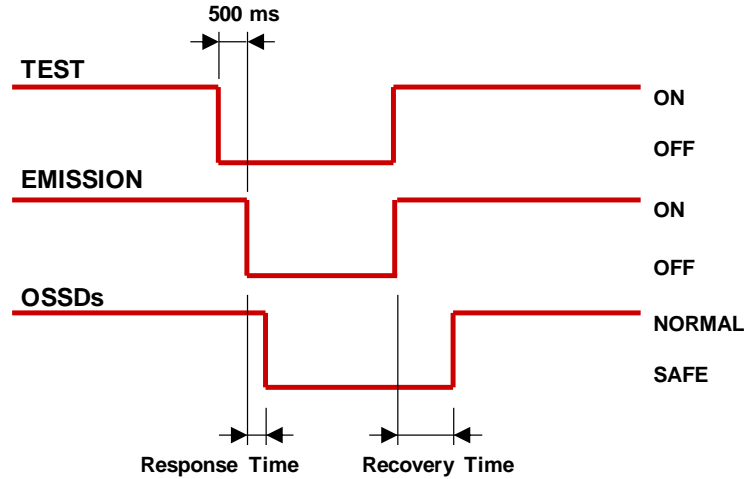 500 ms
TEST
ON
OFF
EMISSION
ON
OFF
OSSDs
NORMAL
SAFE
Response Time Recovery Time